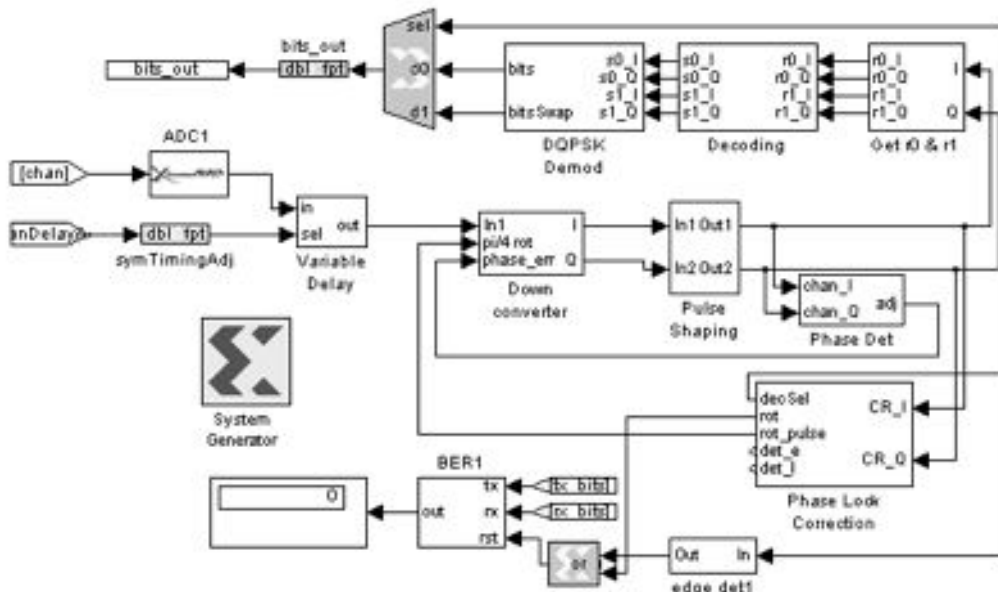 sel
d0
d1
bits_out
dbl fpt
bits_out
bits
bitsSwap
s0_I
s0_Q
s1_I
s1_Q
DQPSK
Demod
s0_I
s0_Q
s1_I
s1_Q
r0_I
r0_Q
r1_I
r1_Q
Decoding
r0_I
r0_Q
r1_I
r1_Q
I
Q
Get r0 & r1
ADC1
[chan]
anDelay
dbl fpt
symTimingAdj
in
sel
out
Variable
Delay
In1
pi/4 rot
phase_err
I
Q
Down
converter
In1 Out1
In2 Out2
Pulse
Shaping
chan_I
chan_Q
adj
Phase Det
System
Generator
decSel
rot
rot_pulse
det_e
det_l
CR_I
CR_Q
Phase Lock
Correction
BER1
0
out
tx
rx
rst
[tx_bits]
[rx_bits]
or
Out
In
edge_det1